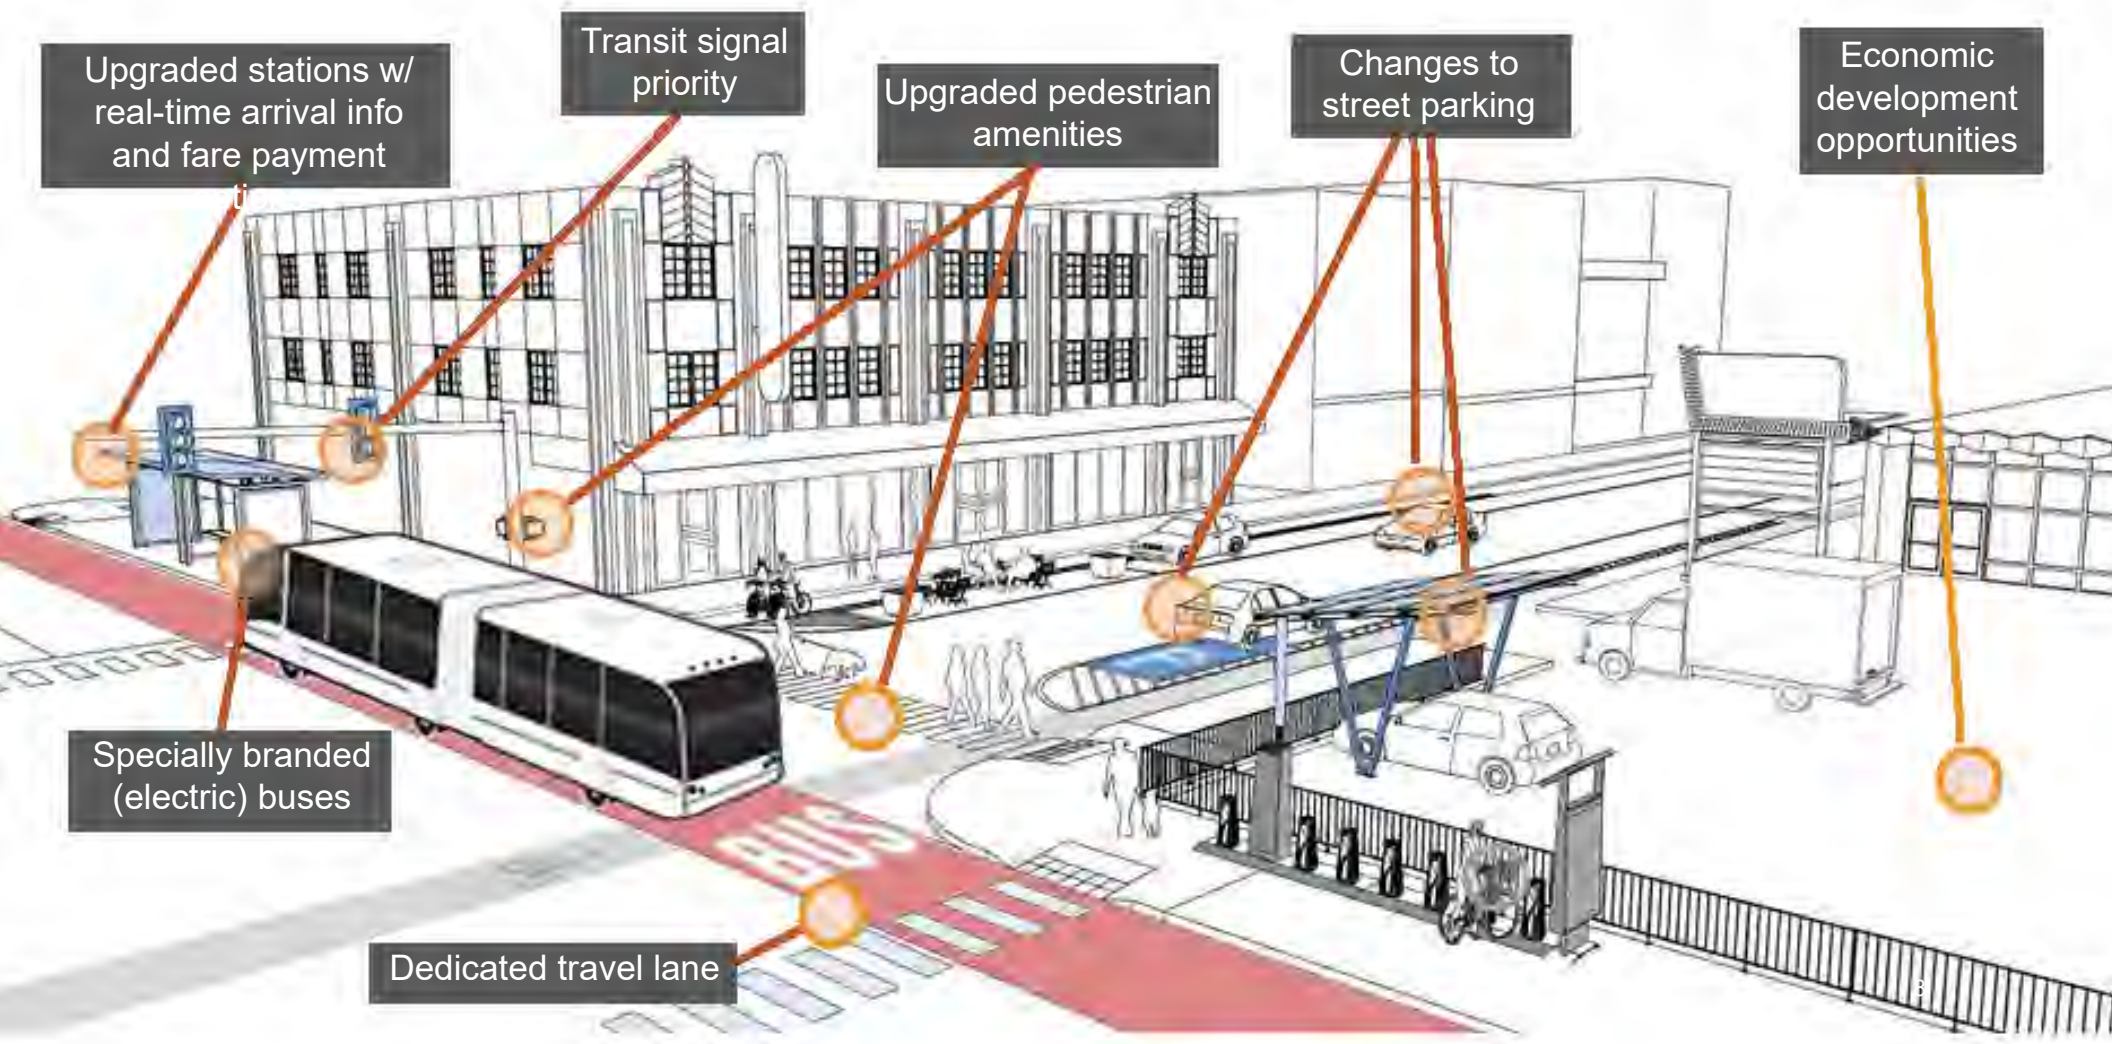 Upgraded stations w/
real-time arrival info
and fare payment
Transit signal
priority
Upgraded pedestrian
amenities
Changes to
street parking
Economic
development
opportunities
Specially branded
(electric) buses
BUS
Dedicated travel lane